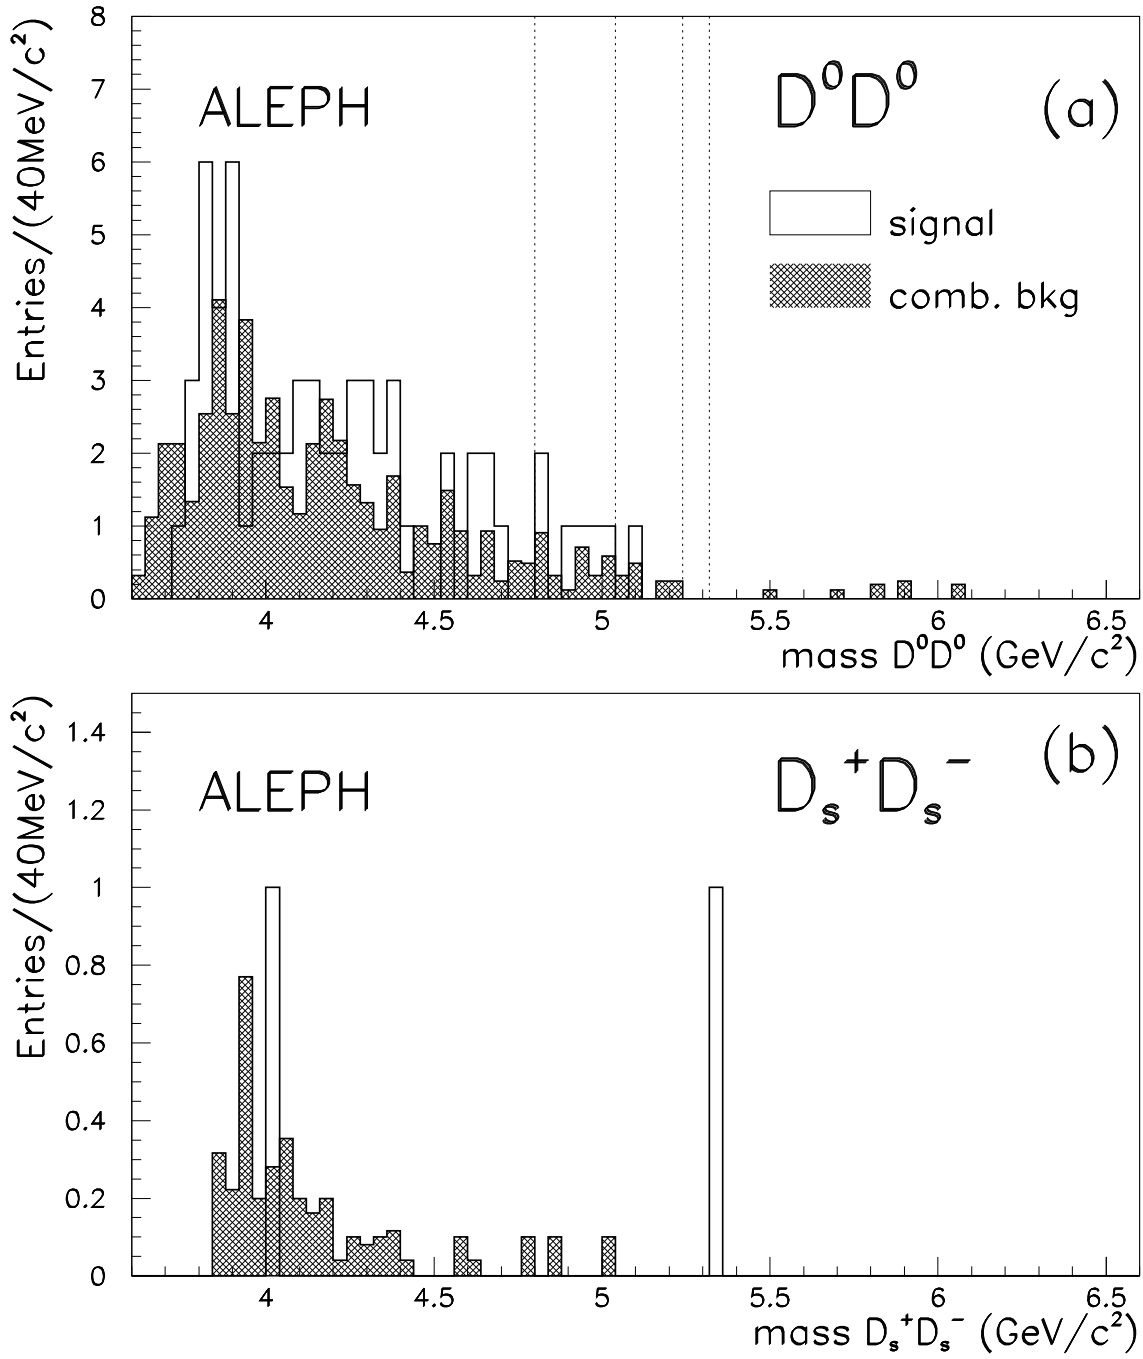 Entries/(40MeV/c²)
8
7
6
5
4
3
2
1
0
ALEPH
D⁰D⁰
(a)
signal
comb. bkg
4 4.5 5 5.5 6 6.5
mass D⁰D⁰ (GeV/c²)
Entries/(40MeV/c²)
1.4
1.2
1
0.8
0.6
0.4
0.2
0
ALEPH
Dₛ⁺Dₛ⁻
(b)
4 4.5 5 5.5 6 6.5
mass Dₛ⁺Dₛ⁻ (GeV/c²)